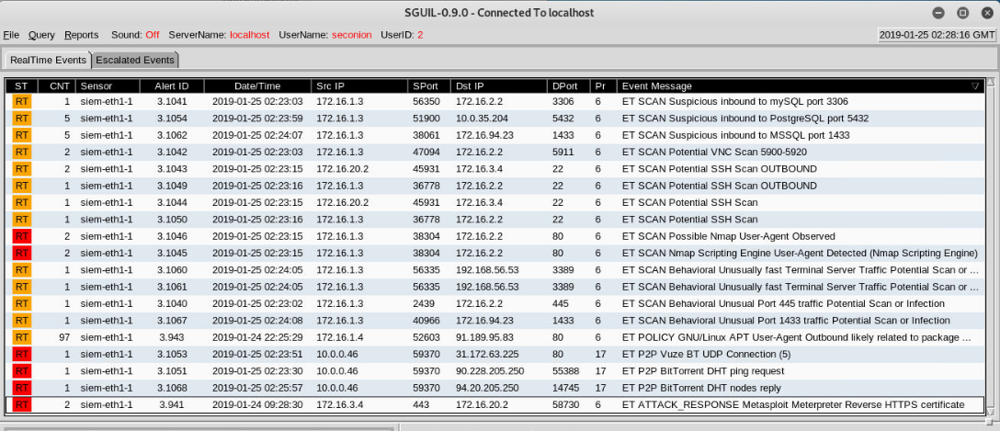 SGUIL-0.9.0 - Connected To localhost
File Query Reports Sound: Off ServerName: localhost UserName: seconion UserID: 2 2019-01-25 02:28:16 GMT
RealTime Events Escalated Events
ST CNT Sensor Alert ID Date/Time Src IP SPort Dst IP DPort Pr Event Message
RT 1 siem-eth1-1 3.1041 2019-01-25 02:23:03 172.16.1.3 56350 172.16.2.2 3306 6 ET SCAN Suspicious inbound to mySQL port 3306
RT 5 siem-eth1-1 3.1054 2019-01-25 02:23:59 172.16.1.3 51900 10.0.35.204 5432 6 ET SCAN Suspicious inbound to PostgreSQL port 5432
RT 5 siem-eth1-1 3.1062 2019-01-25 02:24:07 172.16.1.3 38061 172.16.94.23 1433 6 ET SCAN Suspicious inbound to MSSQL port 1433
RT 2 siem-eth1-1 3.1042 2019-01-25 02:23:03 172.16.1.3 47094 172.16.2.2 5911 6 ET SCAN Potential VNC Scan 5900-5920
RT 2 siem-eth1-1 3.1043 2019-01-25 02:23:15 172.16.20.2 45931 172.16.3.4 22 6 ET SCAN Potential SSH Scan OUTBOUND
RT 1 siem-eth1-1 3.1049 2019-01-25 02:23:16 172.16.1.3 36778 172.16.2.2 22 6 ET SCAN Potential SSH Scan OUTBOUND
RT 1 siem-eth1-1 3.1044 2019-01-25 02:23:15 172.16.20.2 45931 172.16.3.4 22 6 ET SCAN Potential SSH Scan
RT 1 siem-eth1-1 3.1050 2019-01-25 02:23:16 172.16.1.3 36778 172.16.2.2 22 6 ET SCAN Potential SSH Scan
RT 2 siem-eth1-1 3.1046 2019-01-25 02:23:15 172.16.1.3 38304 172.16.2.2 80 6 ET SCAN Possible Nmap User-Agent Observed
RT 2 siem-eth1-1 3.1045 2019-01-25 02:23:15 172.16.1.3 38304 172.16.2.2 80 6 ET SCAN Nmap Scripting Engine User-Agent Detected (Nmap Scripting Engine)
RT 1 siem-eth1-1 3.1060 2019-01-25 02:24:05 172.16.1.3 56335 192.168.56.53 3389 6 ET SCAN Behavioral Unusually fast Terminal Server Traffic Potential Scan or ...
RT 1 siem-eth1-1 3.1061 2019-01-25 02:24:05 172.16.1.3 56335 192.168.56.53 3389 6 ET SCAN Behavioral Unusually fast Terminal Server Traffic Potential Scan or ...
RT 1 siem-eth1-1 3.1040 2019-01-25 02:23:02 172.16.1.3 2439 172.16.2.2 445 6 ET SCAN Behavioral Unusual Port 445 traffic Potential Scan or Infection
RT 1 siem-eth1-1 3.1067 2019-01-25 02:24:08 172.16.1.3 40966 172.16.94.23 1433 6 ET SCAN Behavioral Unusual Port 1433 traffic Potential Scan or Infection
RT 97 siem-eth1-1 3.943 2019-01-24 22:25:29 172.16.1.4 52603 91.189.95.83 80 6 ET POLICY GNU/Linux APT User-Agent Outbound likely related to package ...
RT 1 siem-eth1-1 3.1053 2019-01-25 02:23:51 10.0.0.46 59370 31.172.63.225 80 17 ET P2P Vuze BT UDP Connection (5)
RT 1 siem-eth1-1 3.1051 2019-01-25 02:23:30 10.0.0.46 59370 90.228.205.250 55388 17 ET P2P BitTorrent DHT ping request
RT 1 siem-eth1-1 3.1068 2019-01-25 02:25:57 10.0.0.46 59370 94.20.205.250 14745 17 ET P2P BitTorrent DHT nodes reply
RT 2 siem-eth1-1 3.941 2019-01-24 09:28:30 172.16.3.4 443 172.16.20.2 58730 6 ET ATTACK_RESPONSE Metasploit Meterpreter Reverse HTTPS certificate